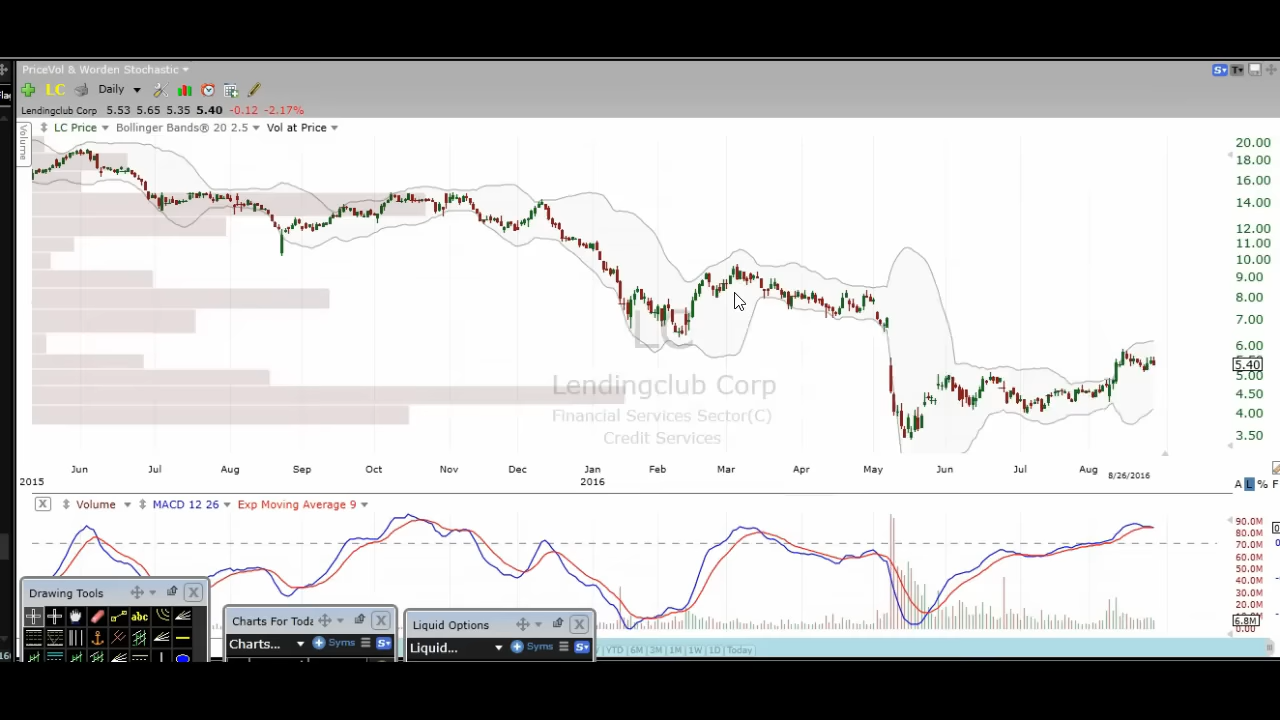 PriceVol & Worden Stochastic
LC Daily
Lendingclub Corp 5.53 5.65 5.35 5.40 -0.12 -2.17%
Volume
LC Price Bollinger Bands® 20 2.5 Vol at Price
20.00
18.00
16.00
14.00
12.00
11.00
10.00
9.00
8.00
7.00
6.00
5.40
5.00
4.50
4.00
3.50
LC
Lendingclub Corp
Financial Services Sector(C)
Credit Services
Jun Jul Aug Sep Oct Nov Dec Jan Feb Mar Apr May Jun Jul Aug 8/26/2016
2015 2016
A L % F
X Volume MACD 12 26 Exp Moving Average 9
90.0M
80.0M
70.0M
60.0M
50.0M
40.0M
30.0M
20.0M
10.0M
6.8M
0.00
Drawing Tools X
abc
Charts For Toda X
Charts... Syms S
Liquid Options X
Liquid... Syms S
YTD 6M 3M 1M 1W 1D Today